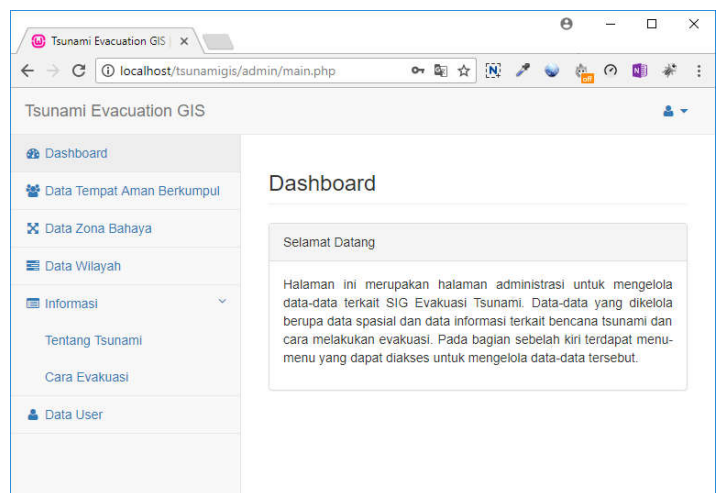 Tsunami Evacuation GIS |
localhost/tsunamigis/admin/main.php
off
Tsunami Evacuation GIS
Dashboard
Data Tempat Aman Berkumpul
Data Zona Bahaya
Data Wilayah
Informasi
Tentang Tsunami
Cara Evakuasi
Data User
Dashboard
Selamat Datang
Halaman ini merupakan halaman administrasi untuk mengelola
data-data terkait SIG Evakuasi Tsunami. Data-data yang dikelola
berupa data spasial dan data informasi terkait bencana tsunami dan
cara melakukan evakuasi. Pada bagian sebelah kiri terdapat menu-
menu yang dapat diakses untuk mengelola data-data tersebut.